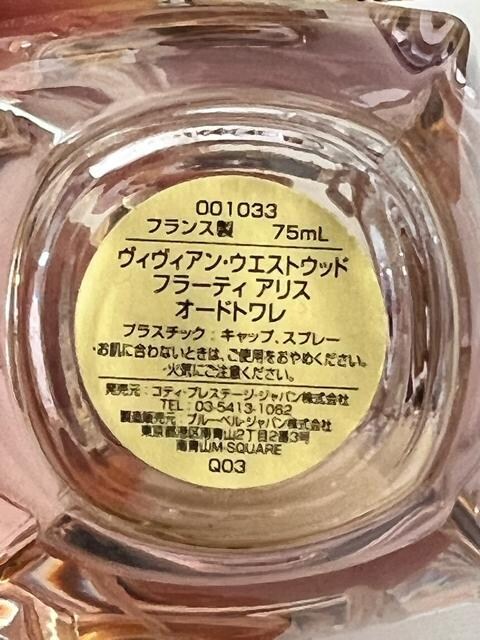 001033
フランス製 75mL
ヴィヴィアン・ウエストウッド
フラーティ アリス
オードトワレ
プラスチック：キャップ、スプレー
・お肌に合わないときは、ご使用をおやめください。
・火気にご注意ください。
発売元：コティ・プレステージ・ジャパン株式会社
TEL：03-5413-1062
製造販売元：ブルーベル・ジャパン株式会社
東京都港区南青山2丁目2番3号
南青山M-SQUARE
Q03